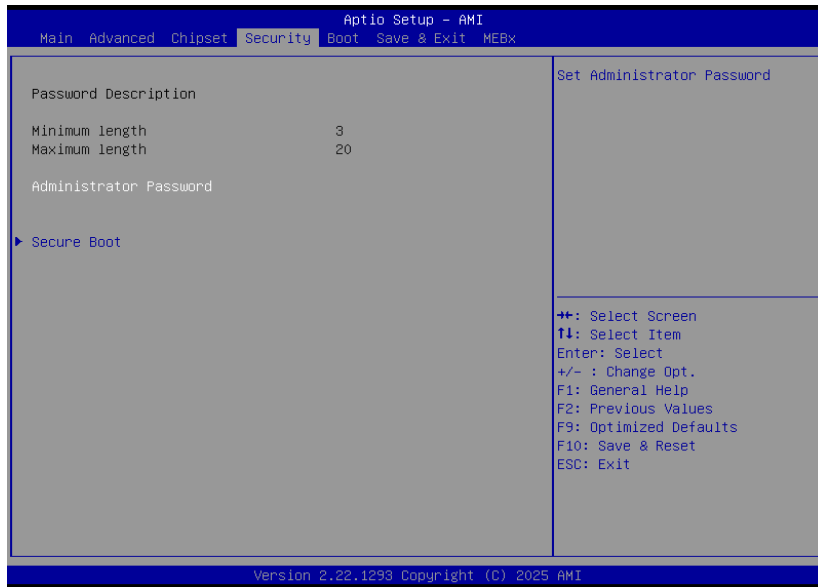 Aptio Setup – AMI
Main Advanced Chipset Security Boot Save & Exit MEBx
Password Description
Minimum length 3
Maximum length 20
Administrator Password
▶ Secure Boot
Set Administrator Password
→←: Select Screen
↑↓: Select Item
Enter: Select
+/- : Change Opt.
F1: General Help
F2: Previous Values
F9: Optimized Defaults
F10: Save & Reset
ESC: Exit
Version 2.22.1293 Copyright (C) 2025 AMI